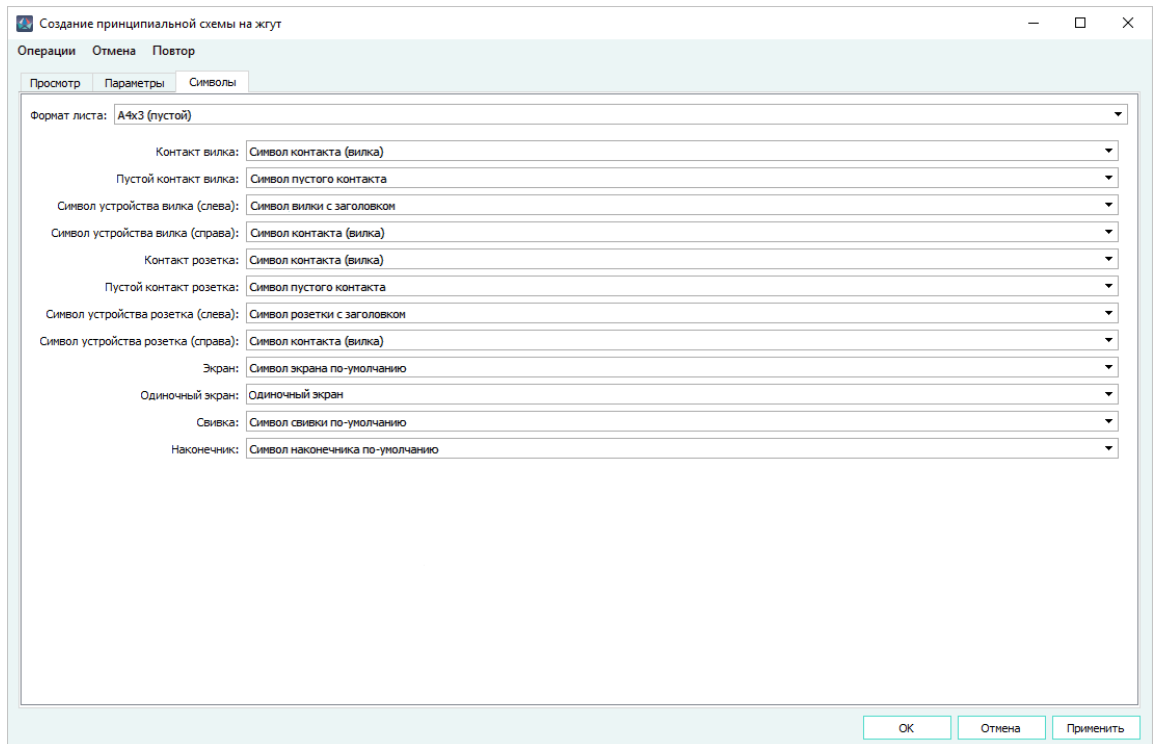 Создание принципиальной схемы на жгут
Операции Отмена Повтор
Просмотр Параметры Символы
Формат листа: А4х3 (пустой)
Контакт вилка: Символ контакта (вилка)
Пустой контакт вилка: Символ пустого контакта
Символ устройства вилка (слева): Символ вилки с заголовком
Символ устройства вилка (справа): Символ контакта (вилка)
Контакт розетка: Символ контакта (вилка)
Пустой контакт розетка: Символ пустого контакта
Символ устройства розетка (слева): Символ розетки с заголовком
Символ устройства розетка (справа): Символ контакта (вилка)
Экран: Символ экрана по-умолчанию
Одиночный экран: Одиночный экран
Свивка: Символ свивки по-умолчанию
Наконечник: Символ наконечника по-умолчанию
ОК Отмена Применить